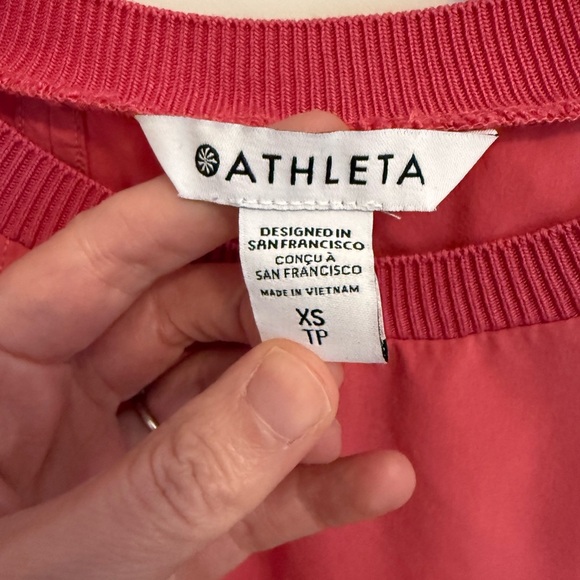 ATHLETA
DESIGNED IN
SAN FRANCISCO
CONÇU À
SAN FRANCISCO
MADE IN VIETNAM
XS
TP